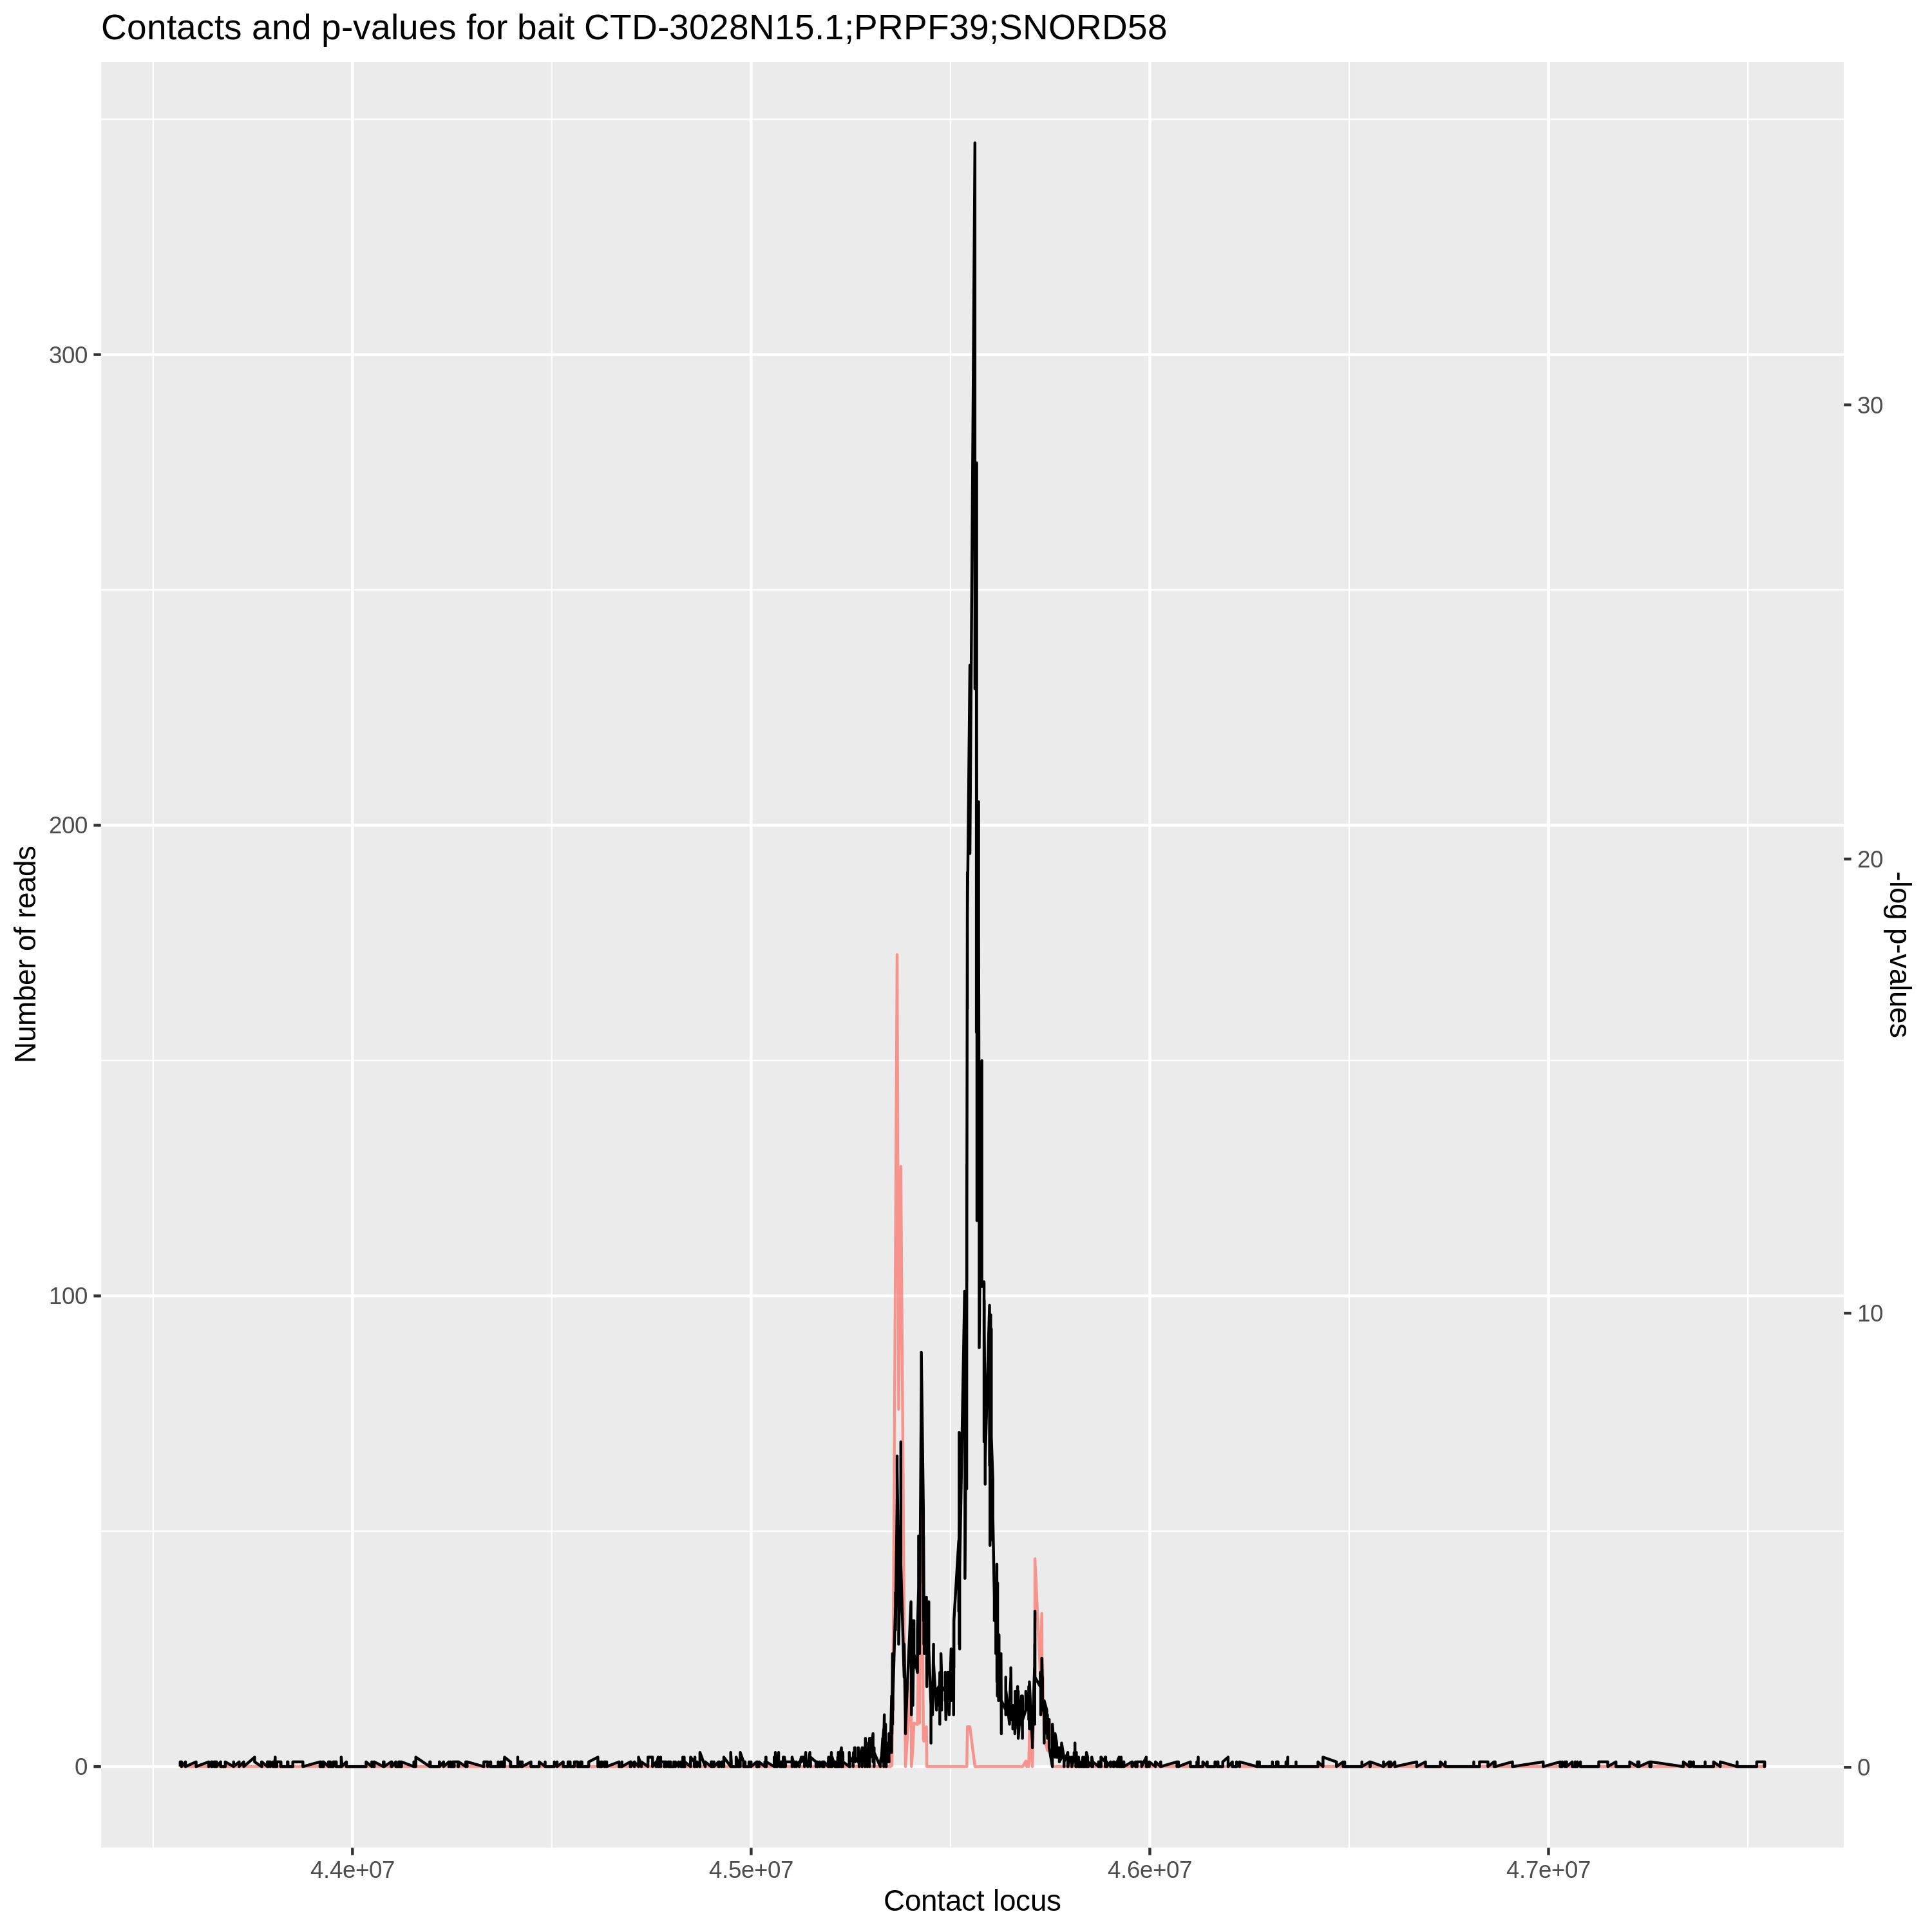 Contacts and p-values for bait CTD-3028N15.1;PRPF39;SNORD58
300
200
100
0
Number of reads
30
20
10
0
-log p-values
4.4e+07
4.5e+07
4.6e+07
4.7e+07
Contact locus